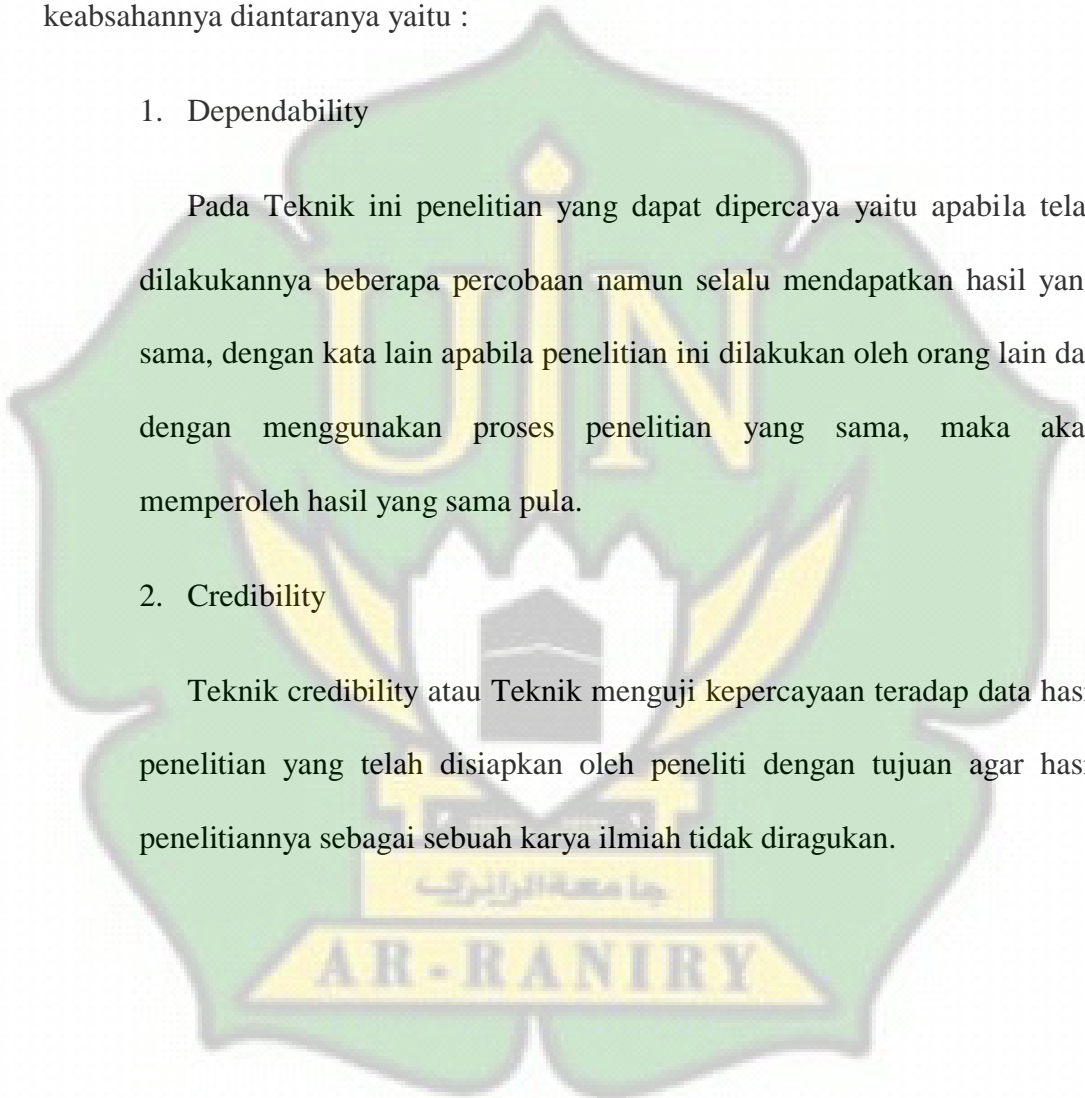 keabsahannya diantaranya yaitu :
1. Dependability
Pada Teknik ini penelitian yang dapat dipercaya yaitu apabila tela
dilakukannya beberapa percobaan namun selalu mendapatkan hasil yan
sama, dengan kata lain apabila penelitian ini dilakukan oleh orang lain da
dengan menggunakan proses penelitian yang sama, maka aka
memperoleh hasil yang sama pula.
2. Credibility
Teknik credibility atau Teknik menguji kepercayaan teradap data has
penelitian yang telah disiapkan oleh peneliti dengan tujuan agar has
penelitiannya sebagai sebuah karya ilmiah tidak diragukan.
UIN
جامعة الرانري
AR-RANIRY